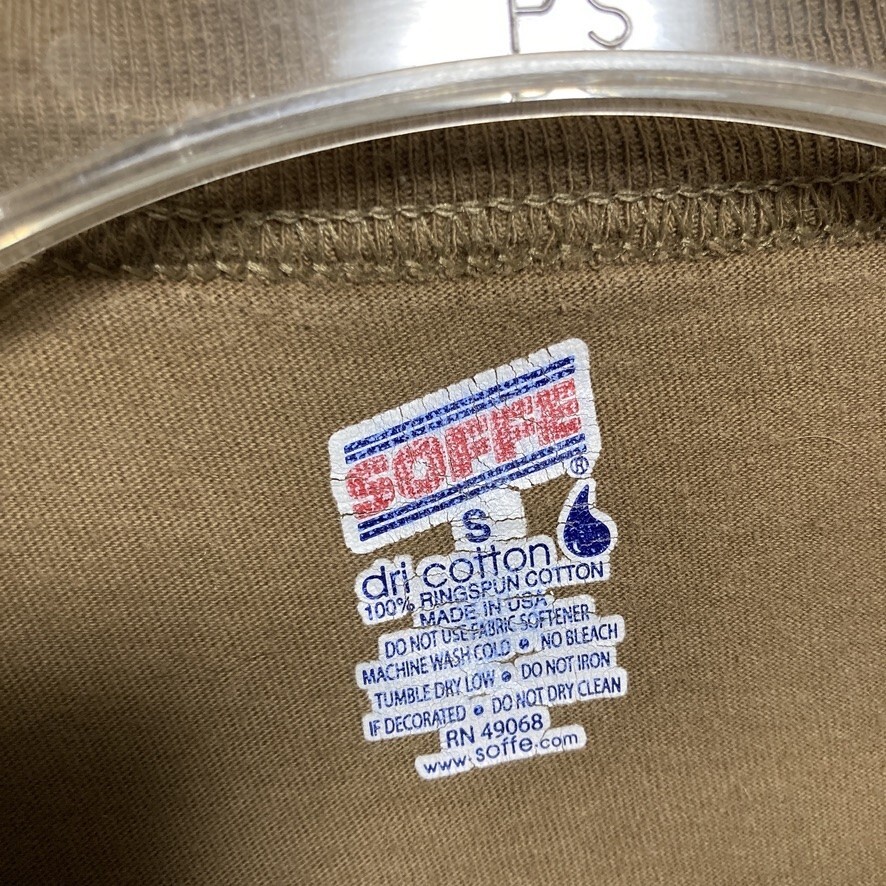 PS
SOFFE®
S
dri cotton
100% RINGSPUN COTTON
MADE IN USA
DO NOT USE FABRIC SOFTENER
MACHINE WASH COLD • NO BLEACH
TUMBLE DRY LOW • DO NOT IRON
IF DECORATED • DO NOT DRY CLEAN
RN 49068
www.soffe.com